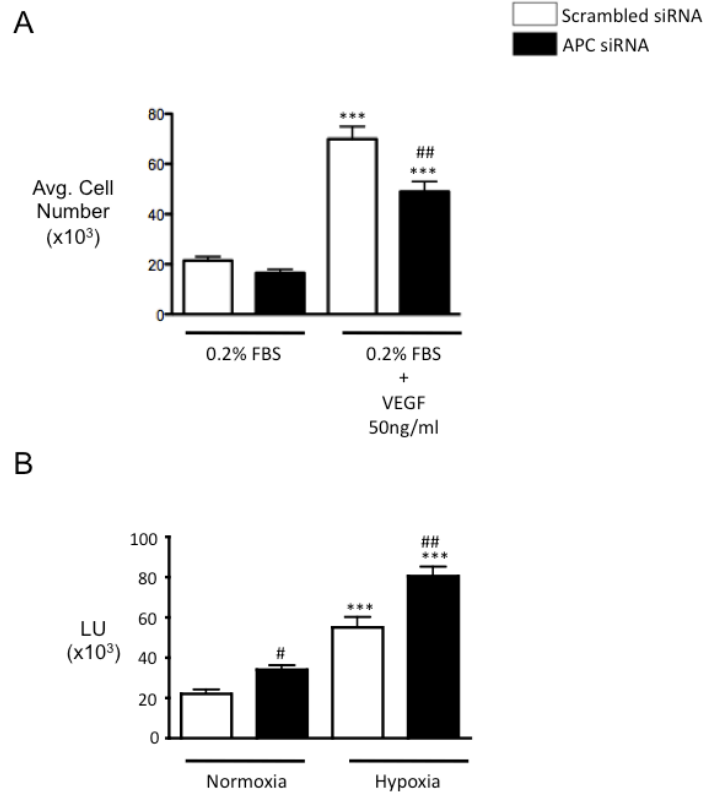 A
Scrambled siRNA
APC siRNA
80
60
40
20
0
Avg. Cell
Number
(x10³)
***
##
***
0.2% FBS
0.2% FBS
+
VEGF
50ng/ml
B
100
80
60
40
20
0
LU
(x10³)
#
***
##
***
Normoxia
Hypoxia